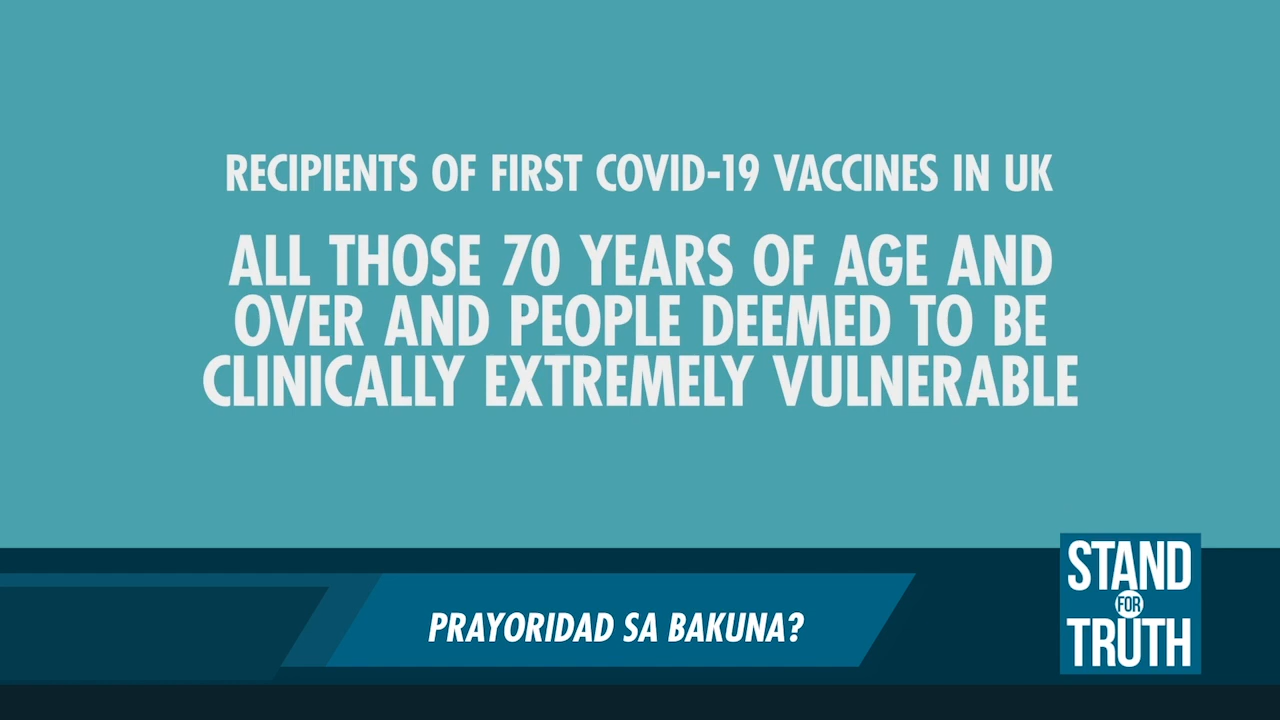 RECIPIENTS OF FIRST COVID-19 VACCINES IN UK
ALL THOSE 70 YEARS OF AGE AND
OVER AND PEOPLE DEEMED TO BE
CLINICALLY EXTREMELY VULNERABLE
PRAYORIDAD SA BAKUNA?
STAND
FOR
TRUTH